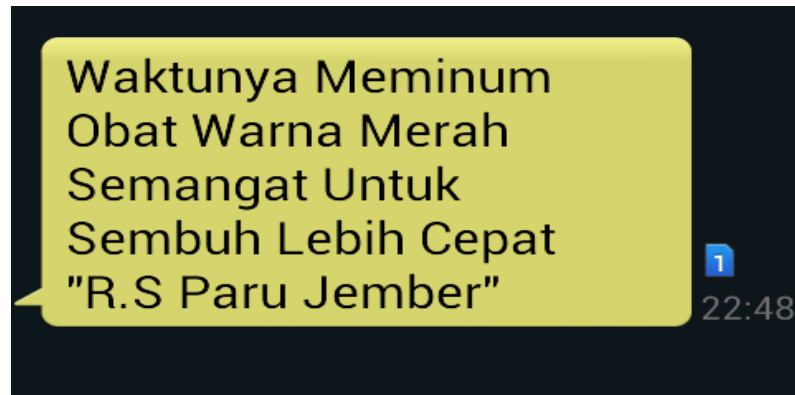 Waktunya Meminum
Obat Warna Merah
Semangat Untuk
Sembuh Lebih Cepat
"R.S Paru Jember"
1
22:48